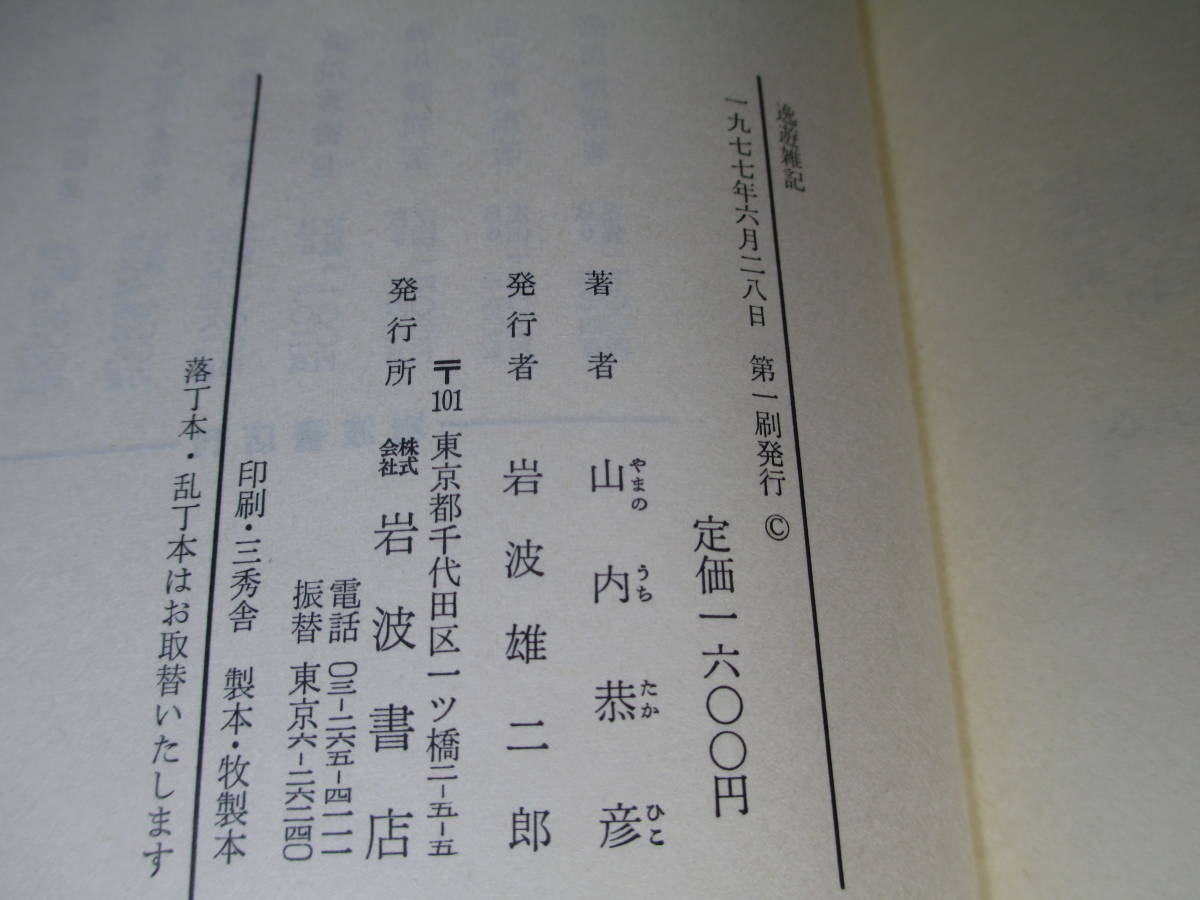 逸遊雑記
一九七七年六月二八日　第一刷発行 ©
定価一六〇〇円
著者　山内恭彦
やまの　うち　たか　ひこ
発行者　岩波雄二郎
〒101 東京都千代田区一ツ橋二-五-五
発行所　株式会社　岩波書店
電話　〇三-二六五-四一一一
振替　東京六-二六二四〇
印刷・三秀舎　製本・牧製本
落丁本・乱丁本はお取替いたします